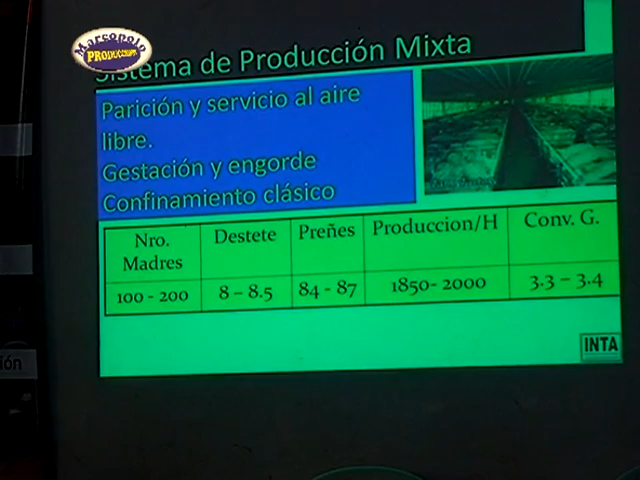 Marcopolo
PRODUCCIONES
Sistema de Producción Mixta
Parición y servicio al aire
libre.
Gestación y engorde
Confinamiento clásico
Nro. Madres	Destete	Preñes	Produccion/H	Conv. G.
100 - 200	8 – 8.5	84 - 87	1850- 2000	3.3 – 3.4
INTA
ión